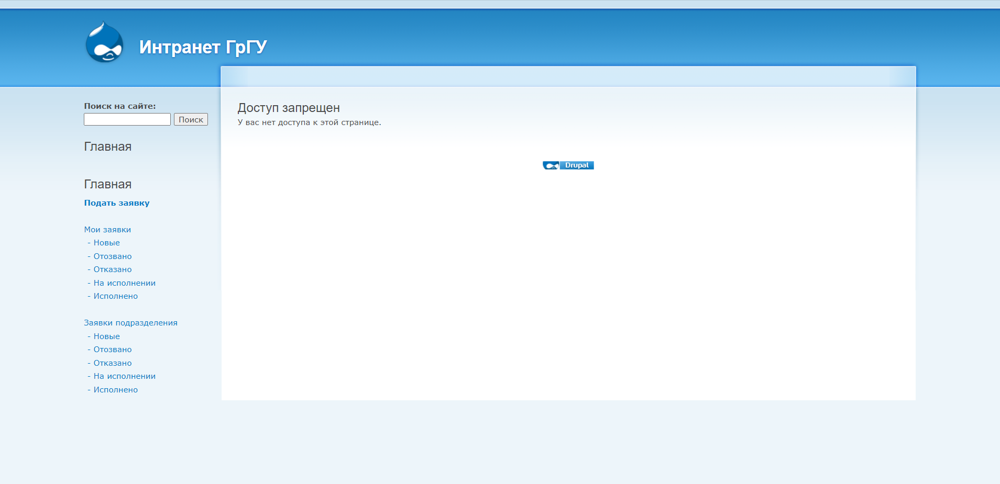 Интранет ГрГУ
Поиск на сайте:
Поиск
Главная
Главная
Подать заявку
Мои заявки
- Новые
- Отозвано
- Отказано
- На исполнении
- Исполнено
Заявки подразделения
- Новые
- Отозвано
- Отказано
- На исполнении
- Исполнено
Доступ запрещен
У вас нет доступа к этой странице.
Drupal